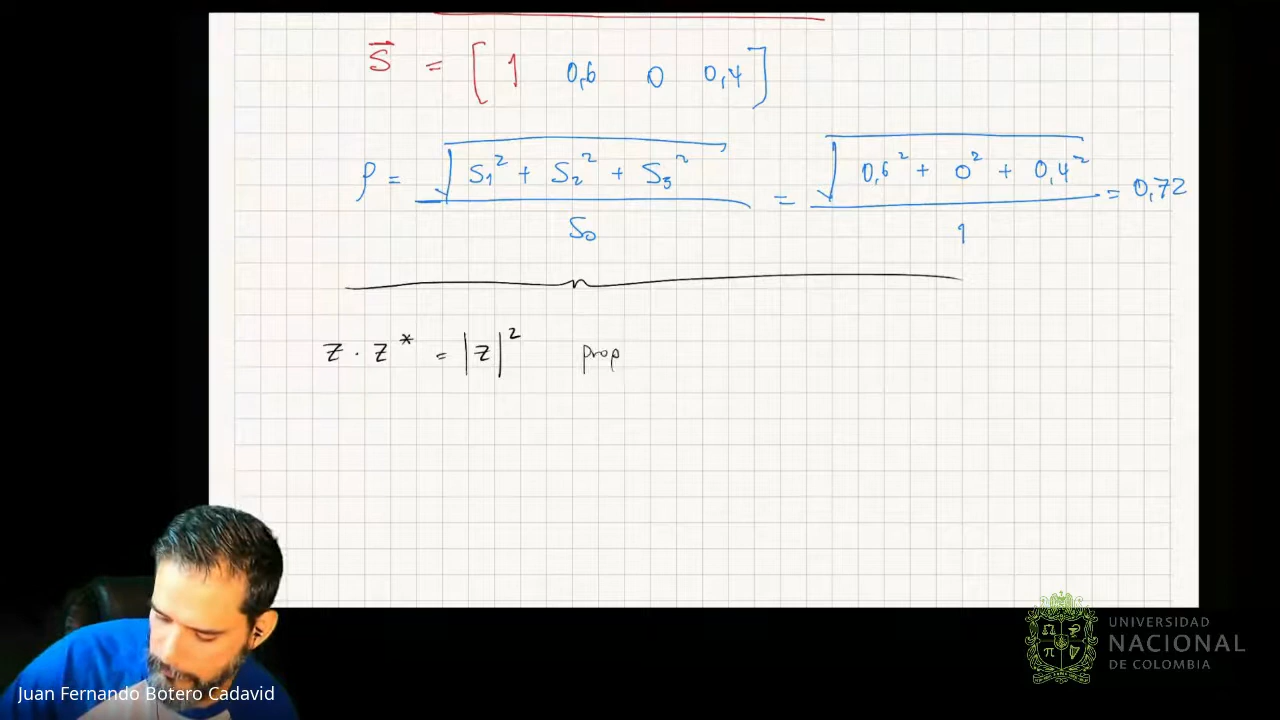 S⃗ = [ 1 0,6 0 0,4 ]
ρ = √(S₁² + S₂² + S₃²) / S₀ = √(0,6² + 0² + 0,4²) / 1 = 0,72
z · z* = |z|² prop
Juan Fernando Botero Cadavid
UNIVERSIDAD
NACIONAL
DE COLOMBIA